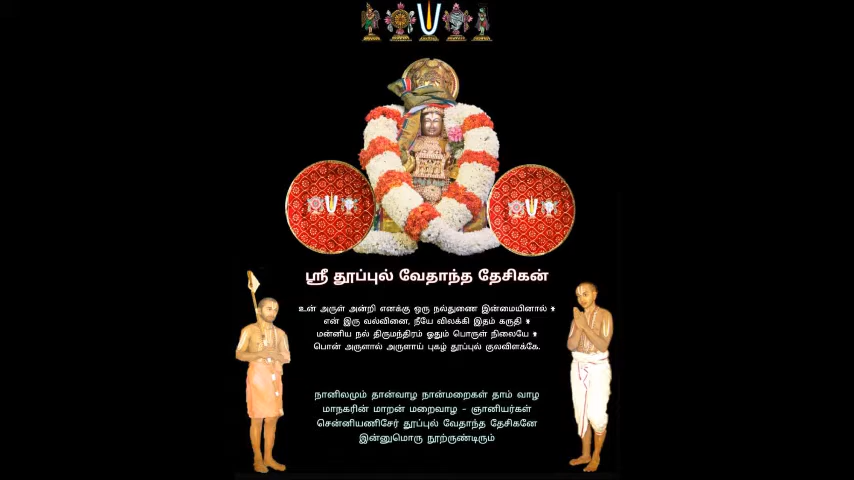 ஸ்ரீ தூப்புல் வேதாந்த தேசிகன்
உன் அருள் அன்றி எனக்கு ஒரு நல்துணை இன்மையினால் *
என் இரு வல்வினை, நீயே விலக்கி இதம் கருதி *
மன்னிய நல் திருமந்திரம் ஓதும் பொருள் நிலையே *
பொன் அருளால் அருளாய் புகழ் தூப்புல் குலவிளக்கே.
நானிலமும் தான்வாழ நான்மறைகள் தாம் வாழ
மாநகரின் மாறன் மறைவாழ - ஞானியர்கள்
சென்னியணிசேர் தூப்புல் வேதாந்த தேசிகனே
இன்னுமொரு நூற்றுண்டிரும்